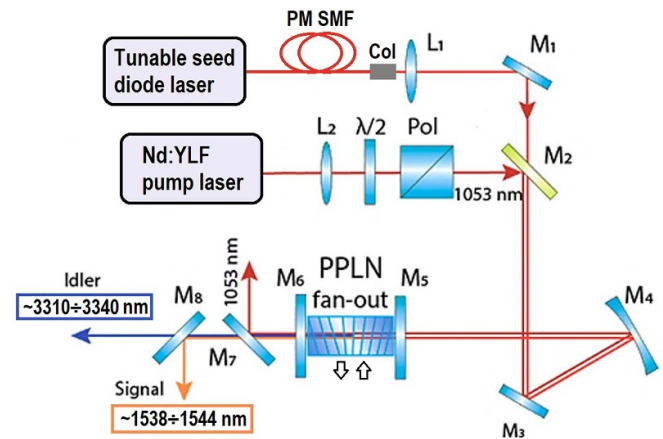 PM SMF
Tunable seed
diode laser
Col
L1
M1
Nd:YLF
pump laser
L2
λ/2
Pol
1053 nm
M2
Idler
~3310÷3340 nm
M8
1053 nm
M7
M6
PPLN
fan-out
M5
M4
M3
Signal
~1538÷1544 nm